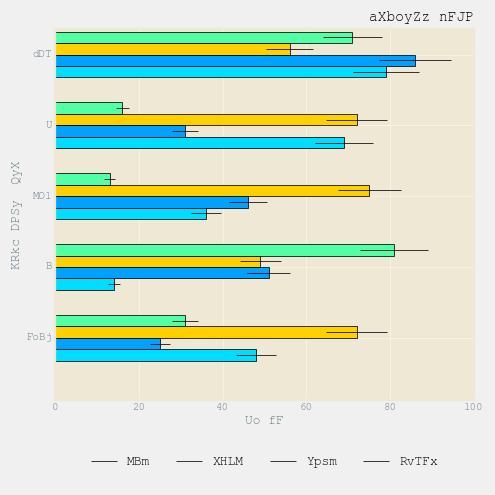 aXboyZz nFJP
dDT
U
MO1
B
FoBj
KRkc DPSy  QyX
0 20 40 60 80 100
Uo fF
MBm XHLM Ypsm RvTFx